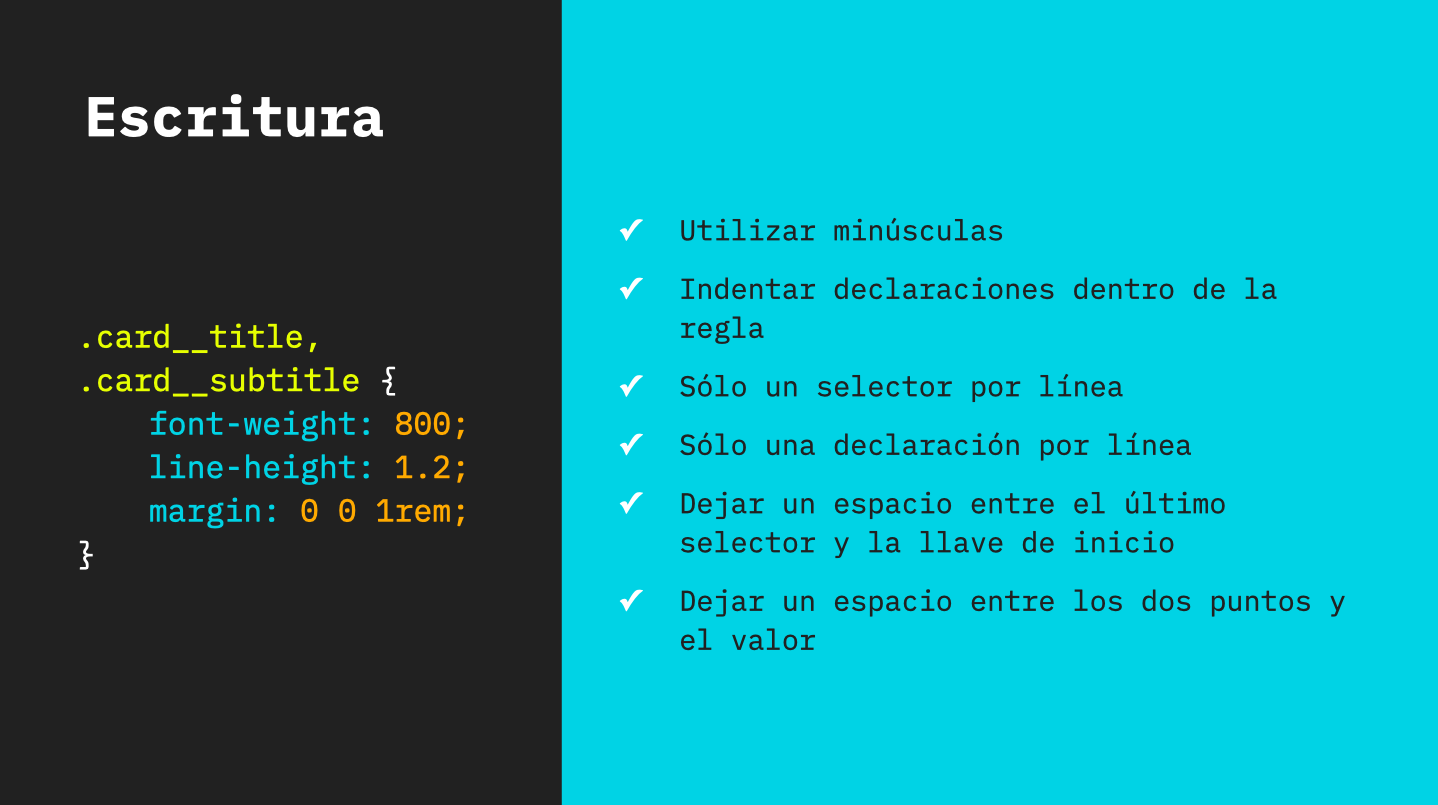 Escritura
.card__title,
.card__subtitle {
    font-weight: 800;
    line-height: 1.2;
    margin: 0 0 1rem;
}
✓ Utilizar minúsculas
✓ Indentar declaraciones dentro de la
regla
✓ Sólo un selector por línea
✓ Sólo una declaración por línea
✓ Dejar un espacio entre el último
selector y la llave de inicio
✓ Dejar un espacio entre los dos puntos y
el valor